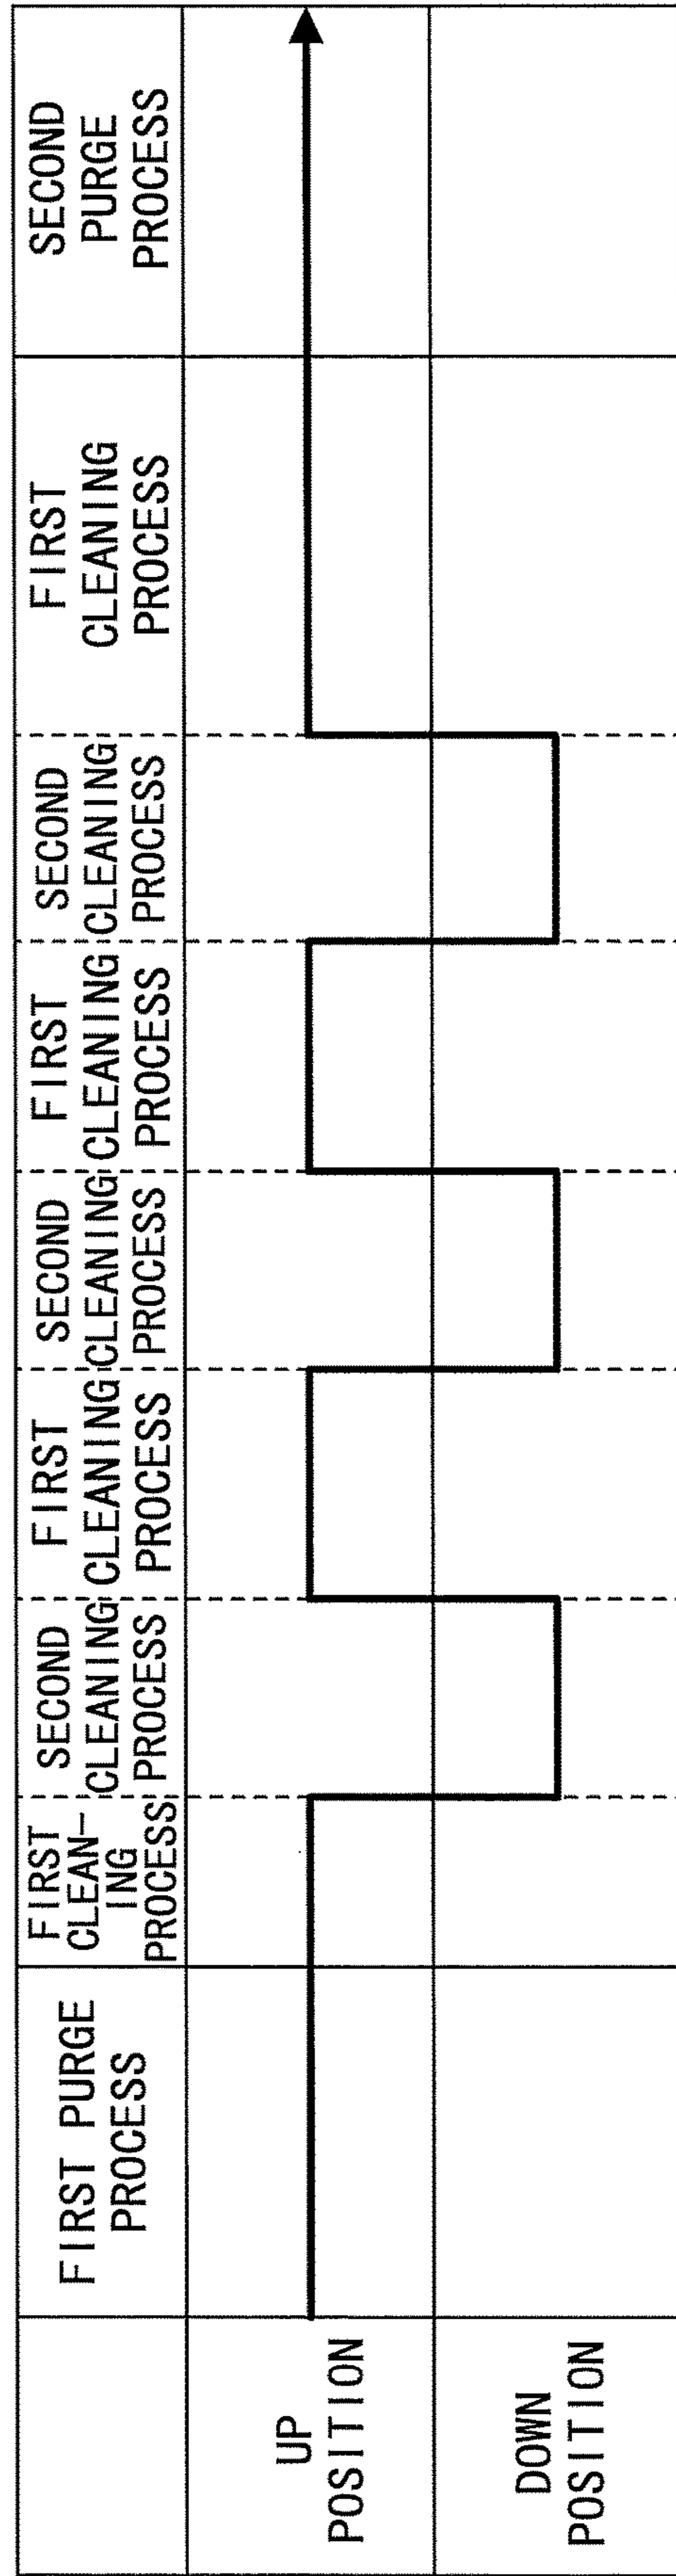 FIRST PURGE
PROCESS
FIRST
CLEAN-
ING
PROCESS
SECOND
CLEANING
PROCESS
FIRST
CLEANING
PROCESS
SECOND
CLEANING
PROCESS
FIRST
CLEANING
PROCESS
SECOND
CLEANING
PROCESS
FIRST
CLEANING
PROCESS
SECOND
PURGE
PROCESS
UP
POSITION
DOWN
POSITION